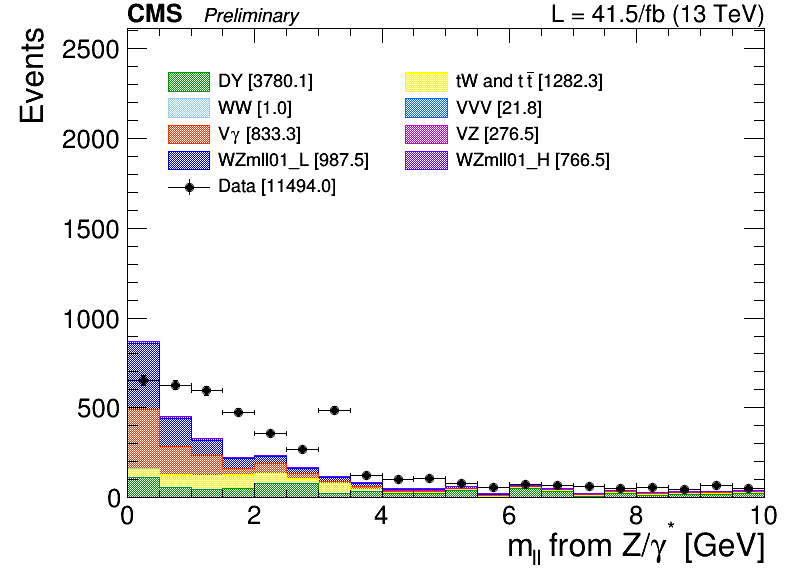 CMS Preliminary L = 41.5/fb (13 TeV)
Events
2500
2000
1500
1000
500
0
DY [3780.1] tW and tt̅ [1282.3]
WW [1.0] VVV [21.8]
Vγ [833.3] VZ [276.5]
WZmll01_L [987.5] WZmll01_H [766.5]
Data [11494.0]
0 2 4 6 8 10
m_ll from Z/γ* [GeV]